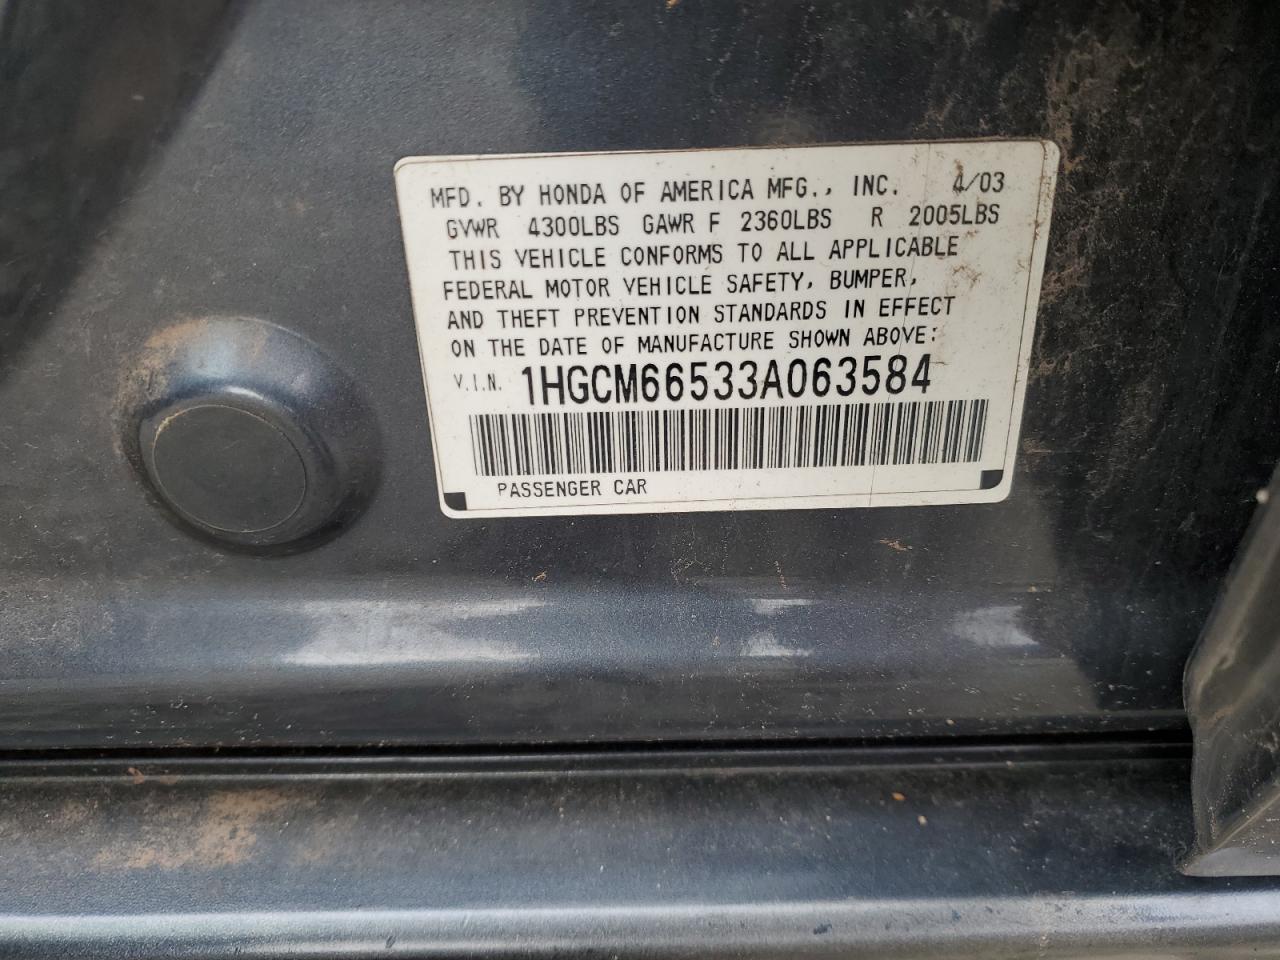 MFD. BY HONDA OF AMERICA MFG., INC. 4/03
GVWR 4300LBS GAWR F 2360LBS R 2005LBS
THIS VEHICLE CONFORMS TO ALL APPLICABLE
FEDERAL MOTOR VEHICLE SAFETY, BUMPER,
AND THEFT PREVENTION STANDARDS IN EFFECT
ON THE DATE OF MANUFACTURE SHOWN ABOVE:
V.I.N. 1HGCM66533A063584
PASSENGER CAR